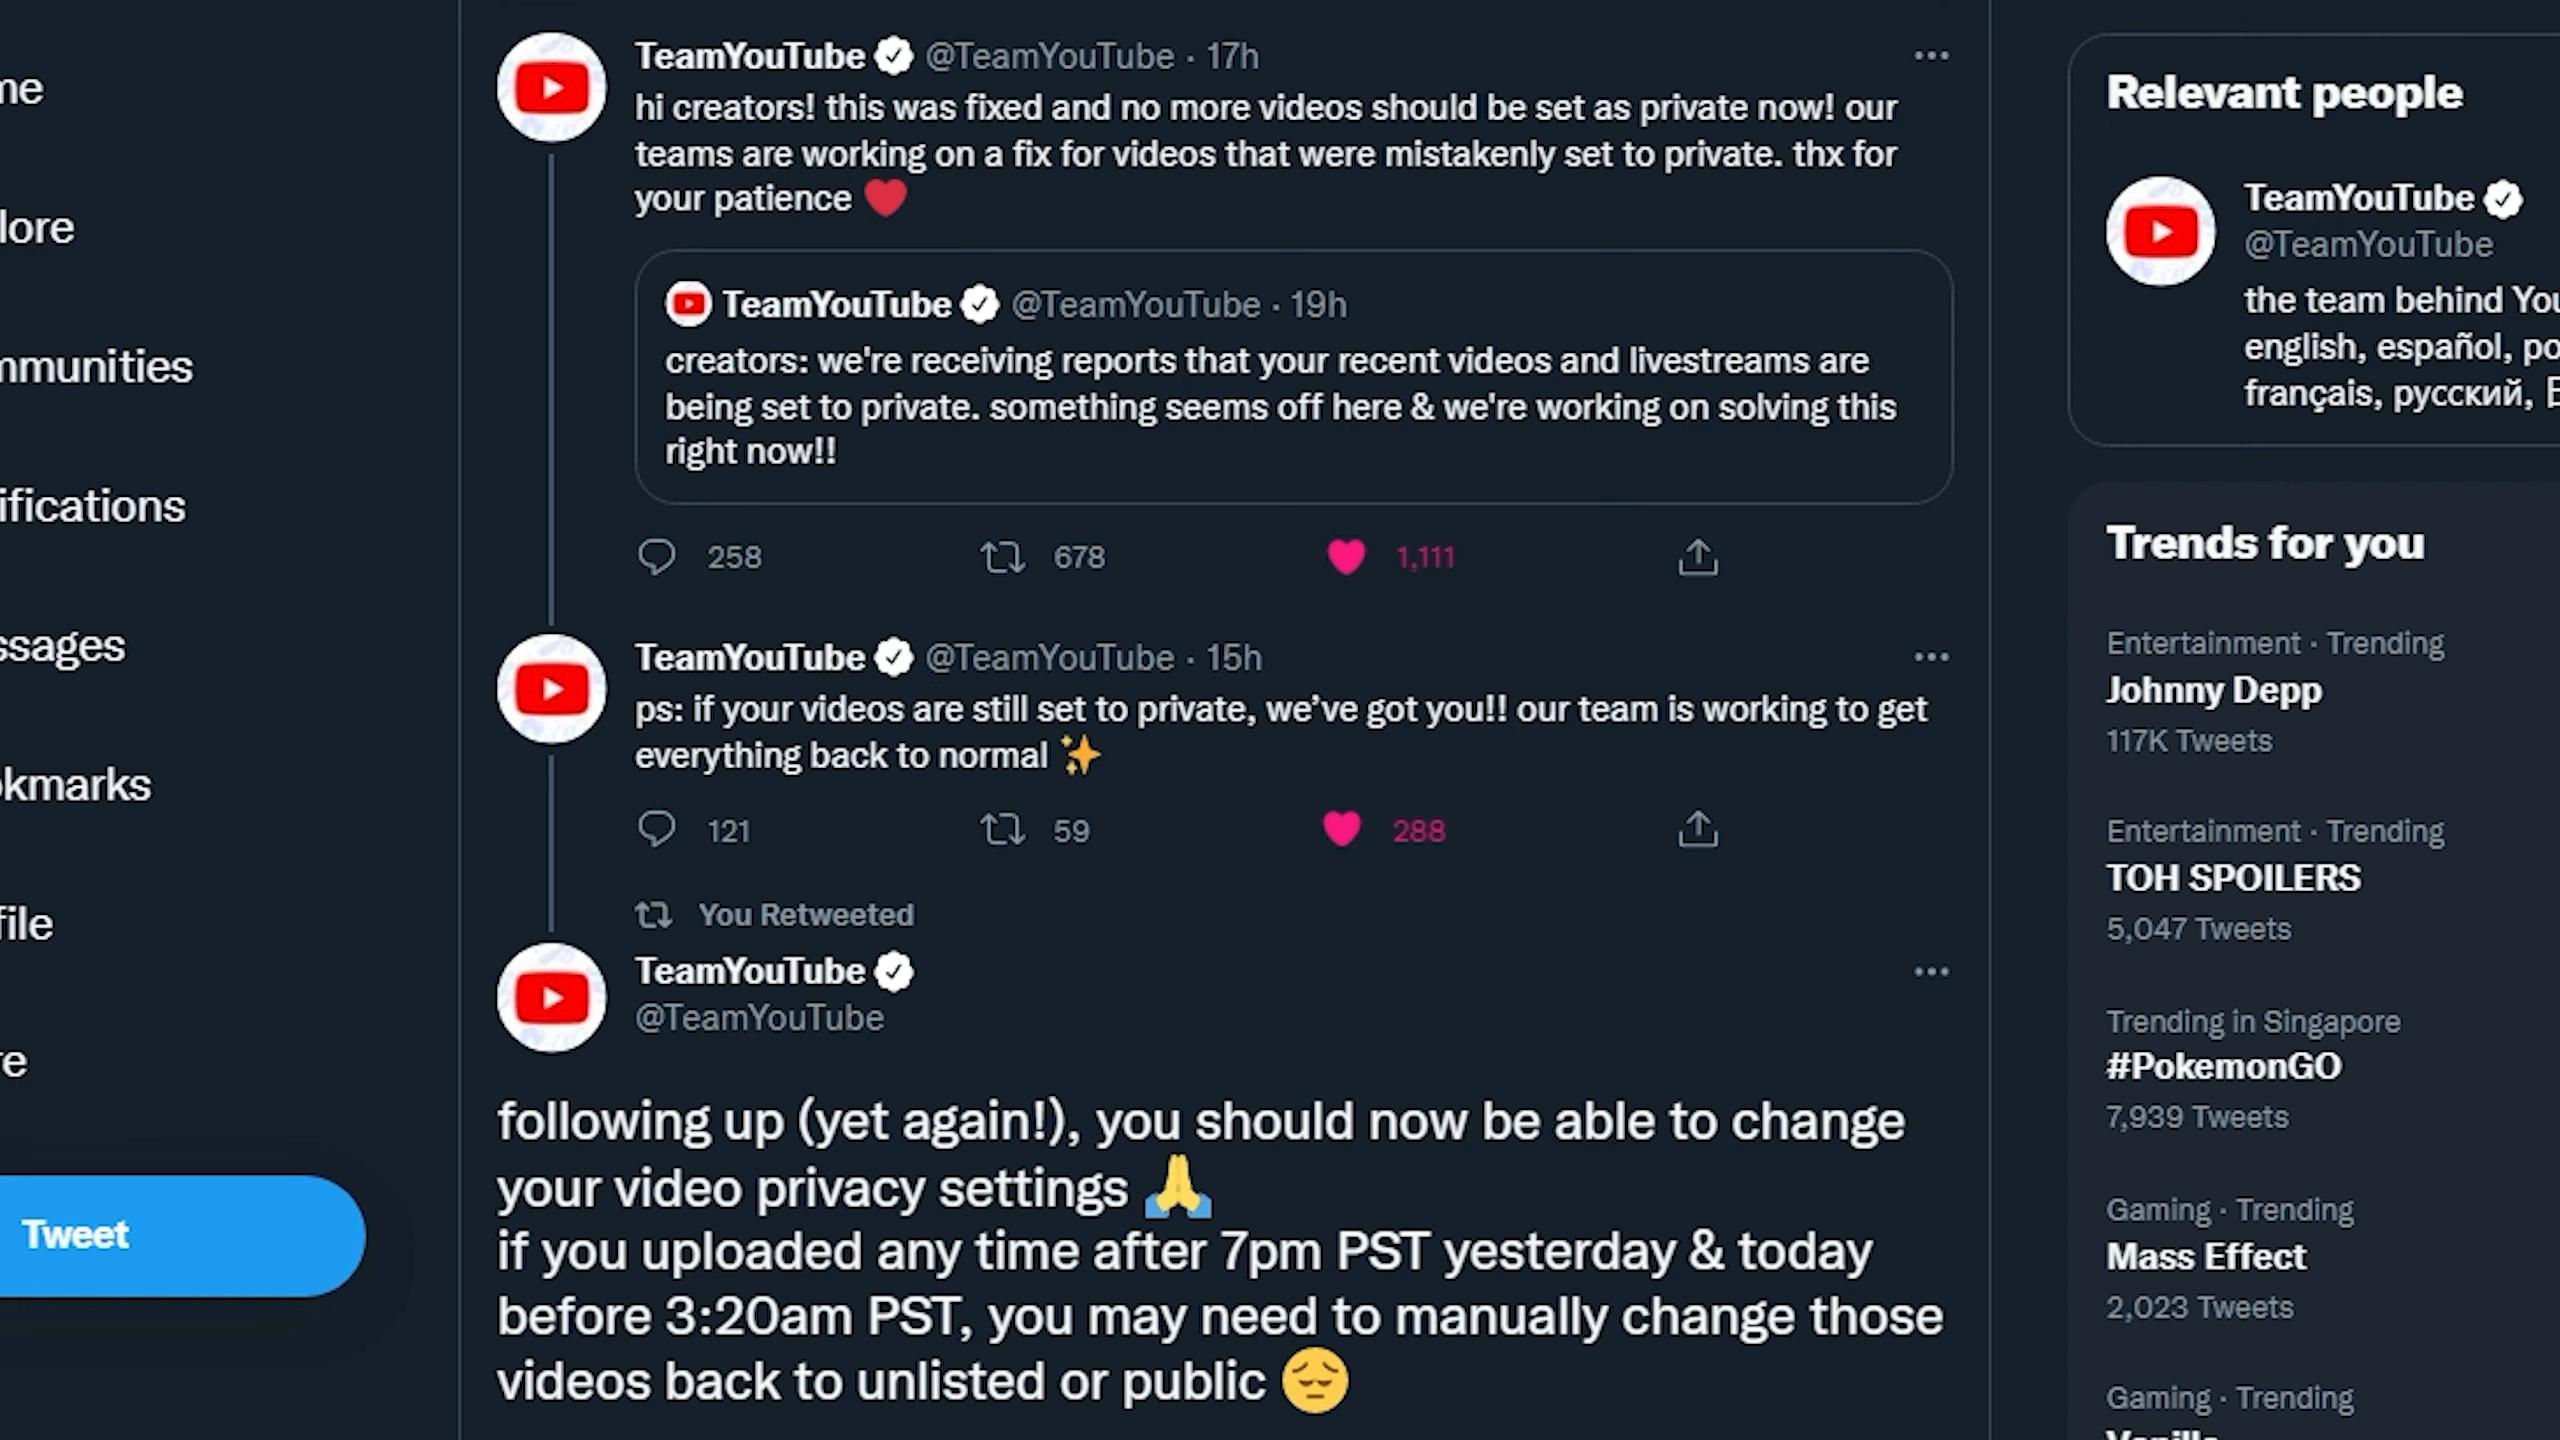 me
lore
mmunities
ifications
ssages
okmarks
file
re
Tweet
TeamYouTube @TeamYouTube · 17h
hi creators! this was fixed and no more videos should be set as private now! our
teams are working on a fix for videos that were mistakenly set to private. thx for
your patience ❤️
TeamYouTube @TeamYouTube · 19h
creators: we're receiving reports that your recent videos and livestreams are
being set to private. something seems off here & we're working on solving this
right now!!
258 678 1,111
TeamYouTube @TeamYouTube · 15h
ps: if your videos are still set to private, we’ve got you!! our team is working to get
everything back to normal ✨
121 59 288
You Retweeted
TeamYouTube
@TeamYouTube
following up (yet again!), you should now be able to change
your video privacy settings 🙏
if you uploaded any time after 7pm PST yesterday & today
before 3:20am PST, you may need to manually change those
videos back to unlisted or public 😔
Relevant people
TeamYouTube
@TeamYouTube
the team behind You
english, español, po
français, русский,
Trends for you
Entertainment · Trending
Johnny Depp
117K Tweets
Entertainment · Trending
TOH SPOILERS
5,047 Tweets
Trending in Singapore
#PokemonGO
7,939 Tweets
Gaming · Trending
Mass Effect
2,023 Tweets
Gaming · Trending